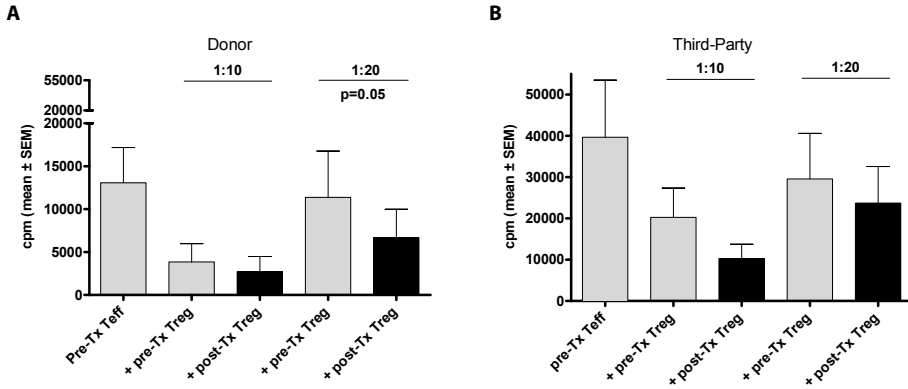 A
Donor
1:10
1:20
p=0.05
cpm (mean ± SEM)
55000
20000
20000
15000
10000
5000
0
Pre-Tx Teff
+ pre-Tx Treg
+ post-Tx Treg
+ pre-Tx Treg
+ post-Tx Treg
B
Third-Party
1:10
1:20
cpm (mean ± SEM)
50000
40000
30000
20000
10000
0
pre-Tx Teff
+ pre-Tx Treg
+ post-Tx Treg
+ pre-Tx Treg
+ post-Tx Treg